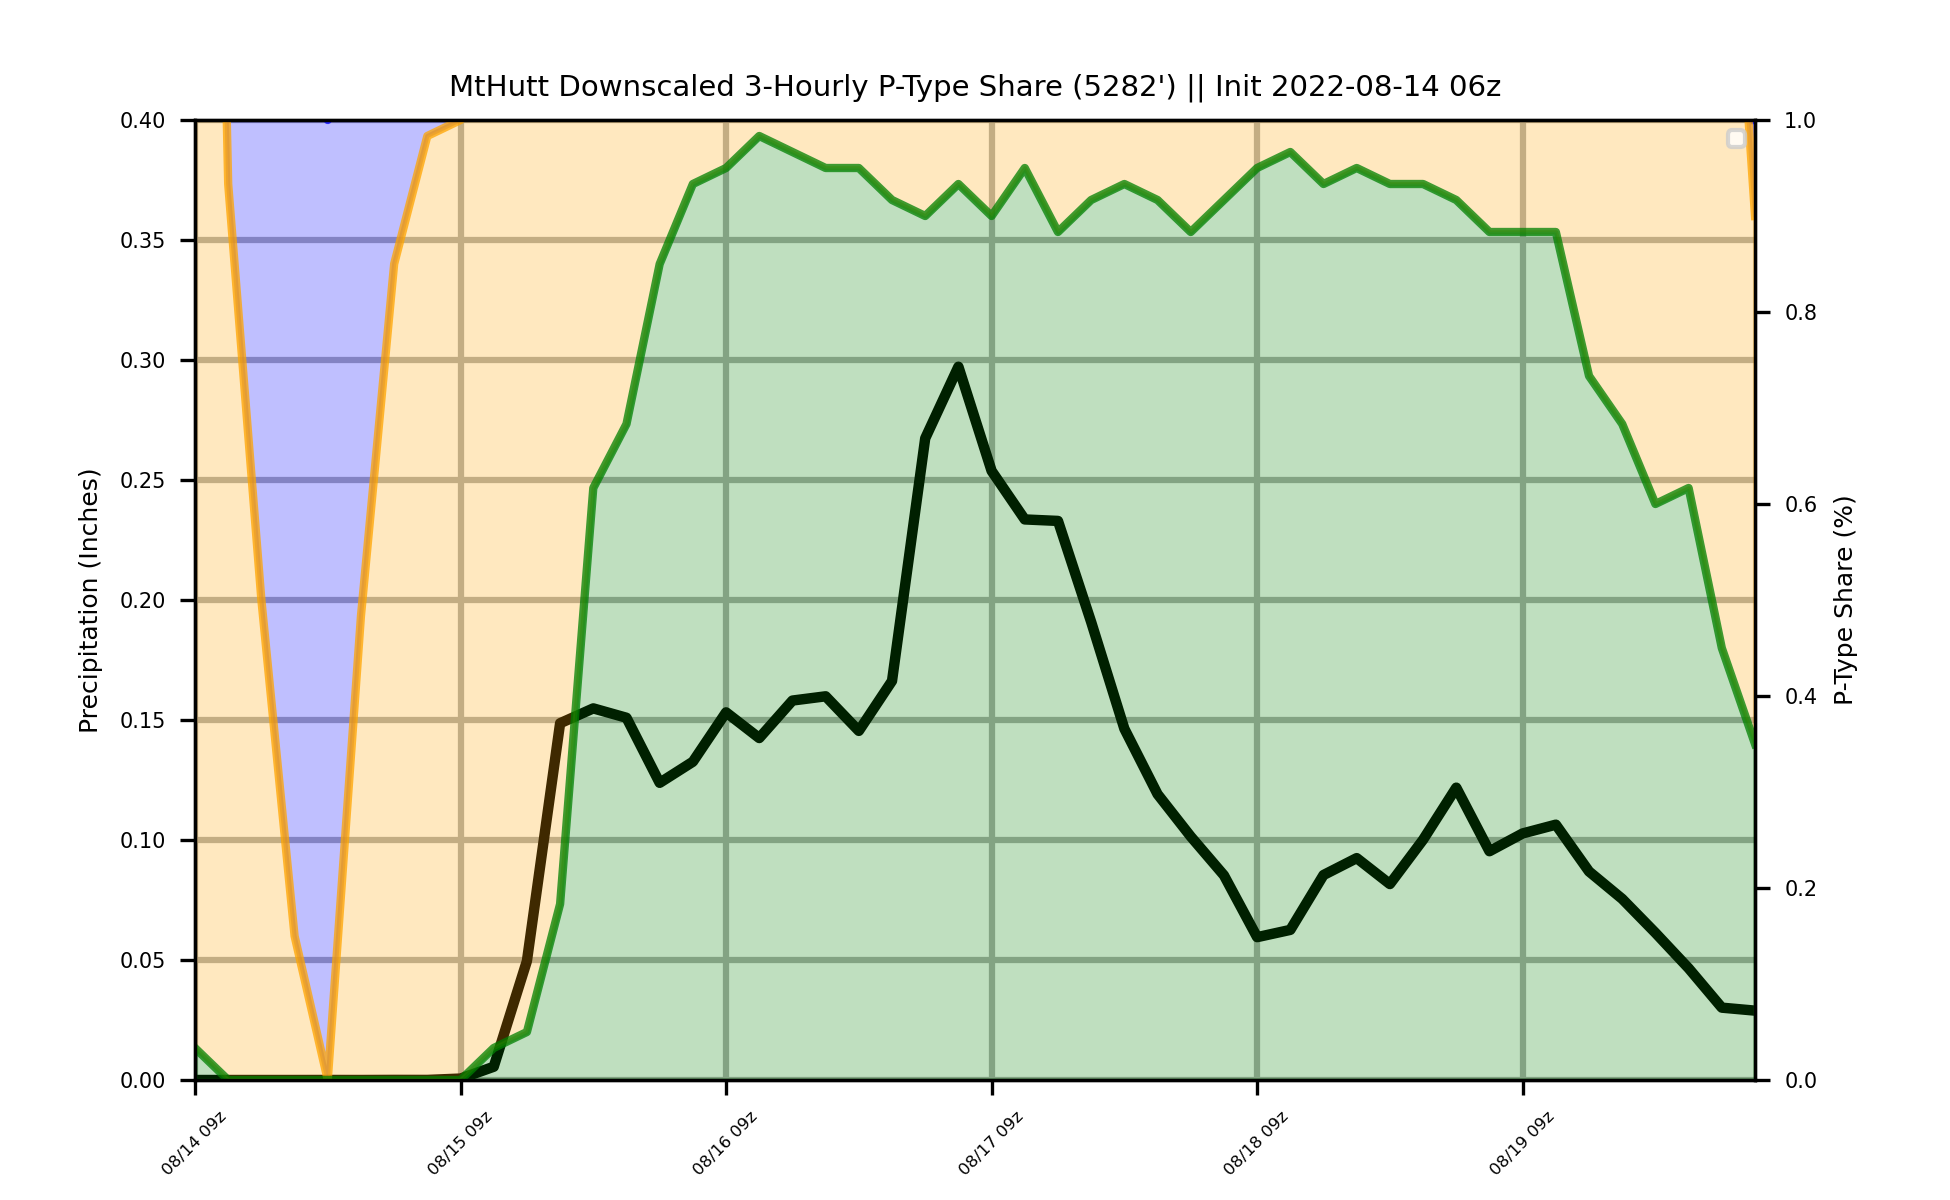 MtHutt Downscaled 3-Hourly P-Type Share (5282') || Init 2022-08-14 06z
0.40
0.35
0.30
0.25
0.20
0.15
0.10
0.05
0.00
Precipitation (Inches)
1.0
0.8
0.6
0.4
0.2
0.0
P-Type Share (%)
08/14 09z
08/15 09z
08/16 09z
08/17 09z
08/18 09z
08/19 09z